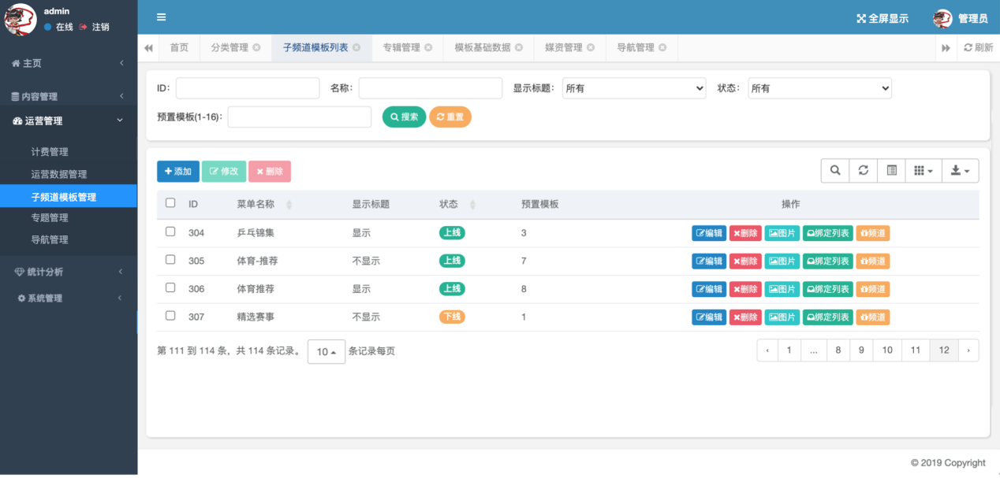 admin
在线 注销
全屏显示 管理员
首页 分类管理 子频道模板列表 专辑管理 模板基础数据 媒资管理 导航管理 刷新
主页
内容管理
运营管理
计费管理
运营数据管理
子频道模板管理
专题管理
导航管理
统计分析
系统管理
ID: 名称: 显示标题: 所有 状态: 所有
预置模板(1-16): 搜索 重置
添加 修改 删除
ID 菜单名称 显示标题 状态 预置模板 操作
304 乒乓锦集 显示 上线 3 编辑 删除 图片 绑定列表 频道
305 体育-推荐 不显示 上线 7 编辑 删除 图片 绑定列表 频道
306 体育推荐 显示 上线 8 编辑 删除 图片 绑定列表 频道
307 精选赛事 不显示 下线 1 编辑 删除 图片 绑定列表 频道
第 111 到 114 条，共 114 条记录。 10 条记录每页 ‹ 1 ... 8 9 10 11 12 ›
© 2019 Copyright